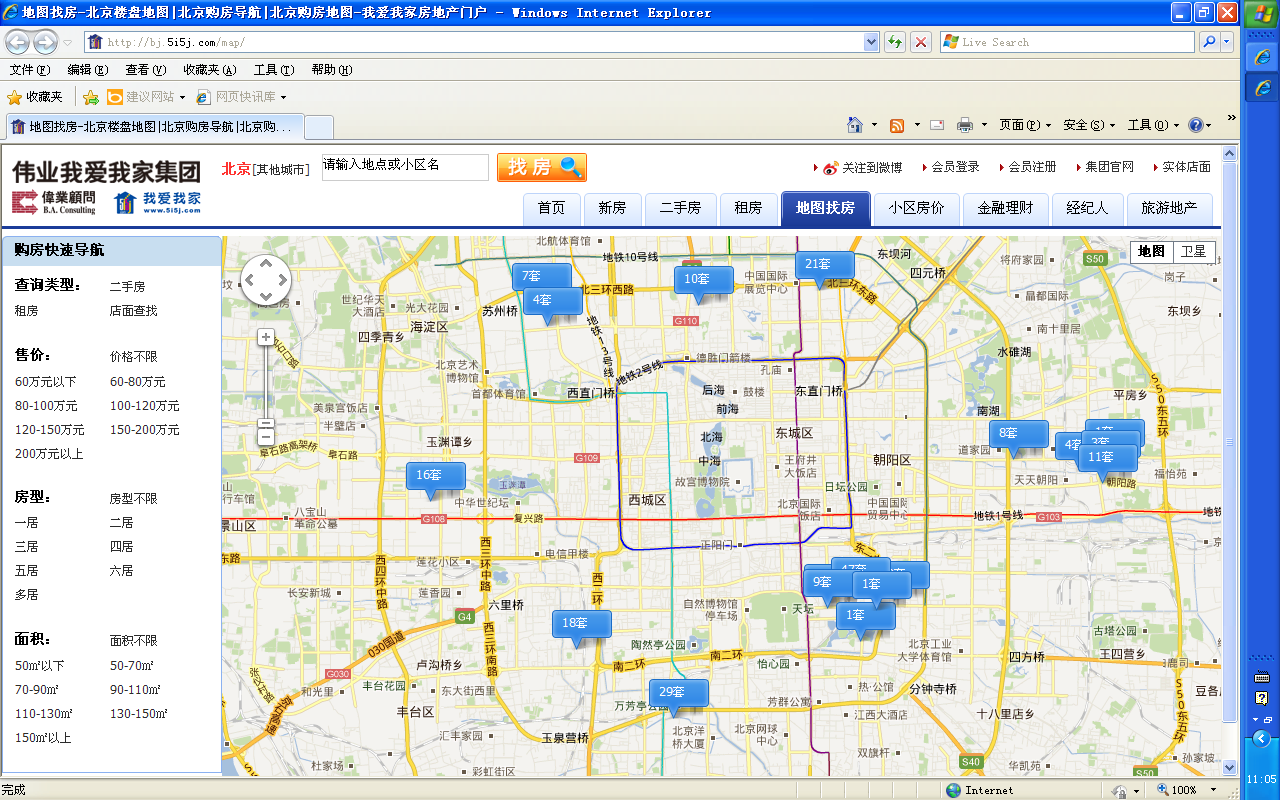 地图找房-北京楼盘地图|北京购房导航|北京购房地图-我爱我家房地产门户 - Windows Internet Explorer
http://bj.5i5j.com/map/
Live Search
文件(F) 编辑(E) 查看(V) 收藏夹(A) 工具(T) 帮助(H)
收藏夹 建议网站 网页快讯库
地图找房-北京楼盘地图|北京购房导航|北京购...
页面(P) 安全(S) 工具(O)
伟业我爱我家集团
偉業顧問
B.A. Consulting
我爱我家
www.5i5j.com
北京[其他城市]
请输入地点或小区名
找房
关注到微博 会员登录 会员注册 集团官网 实体店面
首页 新房 二手房 租房 地图找房 小区房价 金融理财 经纪人 旅游地产
购房快速导航
查询类型: 二手房
租房 店面查找
售价: 价格不限
60万元以下 60-80万元
80-100万元 100-120万元
120-150万元 150-200万元
200万元以上
房型: 房型不限
一居 二居
三居 四居
五居 六居
多居
面积: 面积不限
50㎡以下 50-70㎡
70-90㎡ 90-110㎡
110-130㎡ 130-150㎡
150㎡以上
地图 卫星
北航体育馆
地铁10号线
东坝河
四元桥
将府家园
S50
岗子
7套
4套
10套
21套
北三环西路
北三环东路
中国国际
展览中心
世纪华天
大酒店
光大花园
苏州桥
G110
晶都国际
东坝乡
四季青乡
海淀区
地铁13号线
南十里居
水碓湖
北京艺术
博物馆
地铁2号线
德胜门箭楼
孔庙
首都体育馆
西直门桥
后海
鼓楼
东直门桥
平房乡
东五环
美泉宫饭店
半壁店
前海
南湖
阜石路高架桥
阜石路
玉渊潭乡
北海
东城区
8套
道家园
4套
11套
朝阳路
G109
中海
王府井
大饭店
朝阳区
16套
玉渊潭
故宫博物院
日坛公园
天天朝阳
福怡苑
中华世纪坛
西城区
北京国际
饭店
中国国际
贸易中心
八宝山
革命公墓
G108
复兴路
地铁1号线
G103
景山区
正阳门
电信甲楼
莲花小区
西四环中路
西三环中路
西二环
47套
9套
1套
1套
长安新城
莲香园
六里桥
G4
自然博物馆
停车场
天坛
18套
030国道
西三环南路
陶然亭公园
南二环
南二环
怡心园
北京工业
大学体育馆
古塔公园
王四营乡
四方桥
卢沟桥乡
G030
和光里
丰台花园
东大街西里
29套
万芳亭公园
热·公馆
芳群公寓
分钟寺桥
江西大酒店
十八里店乡
丰台区
汇丰家园
玉泉营桥
北京洋
桥大厦
北京网球
中心
双旗杆
S40
华凯苑
孙家坡
S50
杜家场
彩虹街区
完成
Internet
100%
11:05